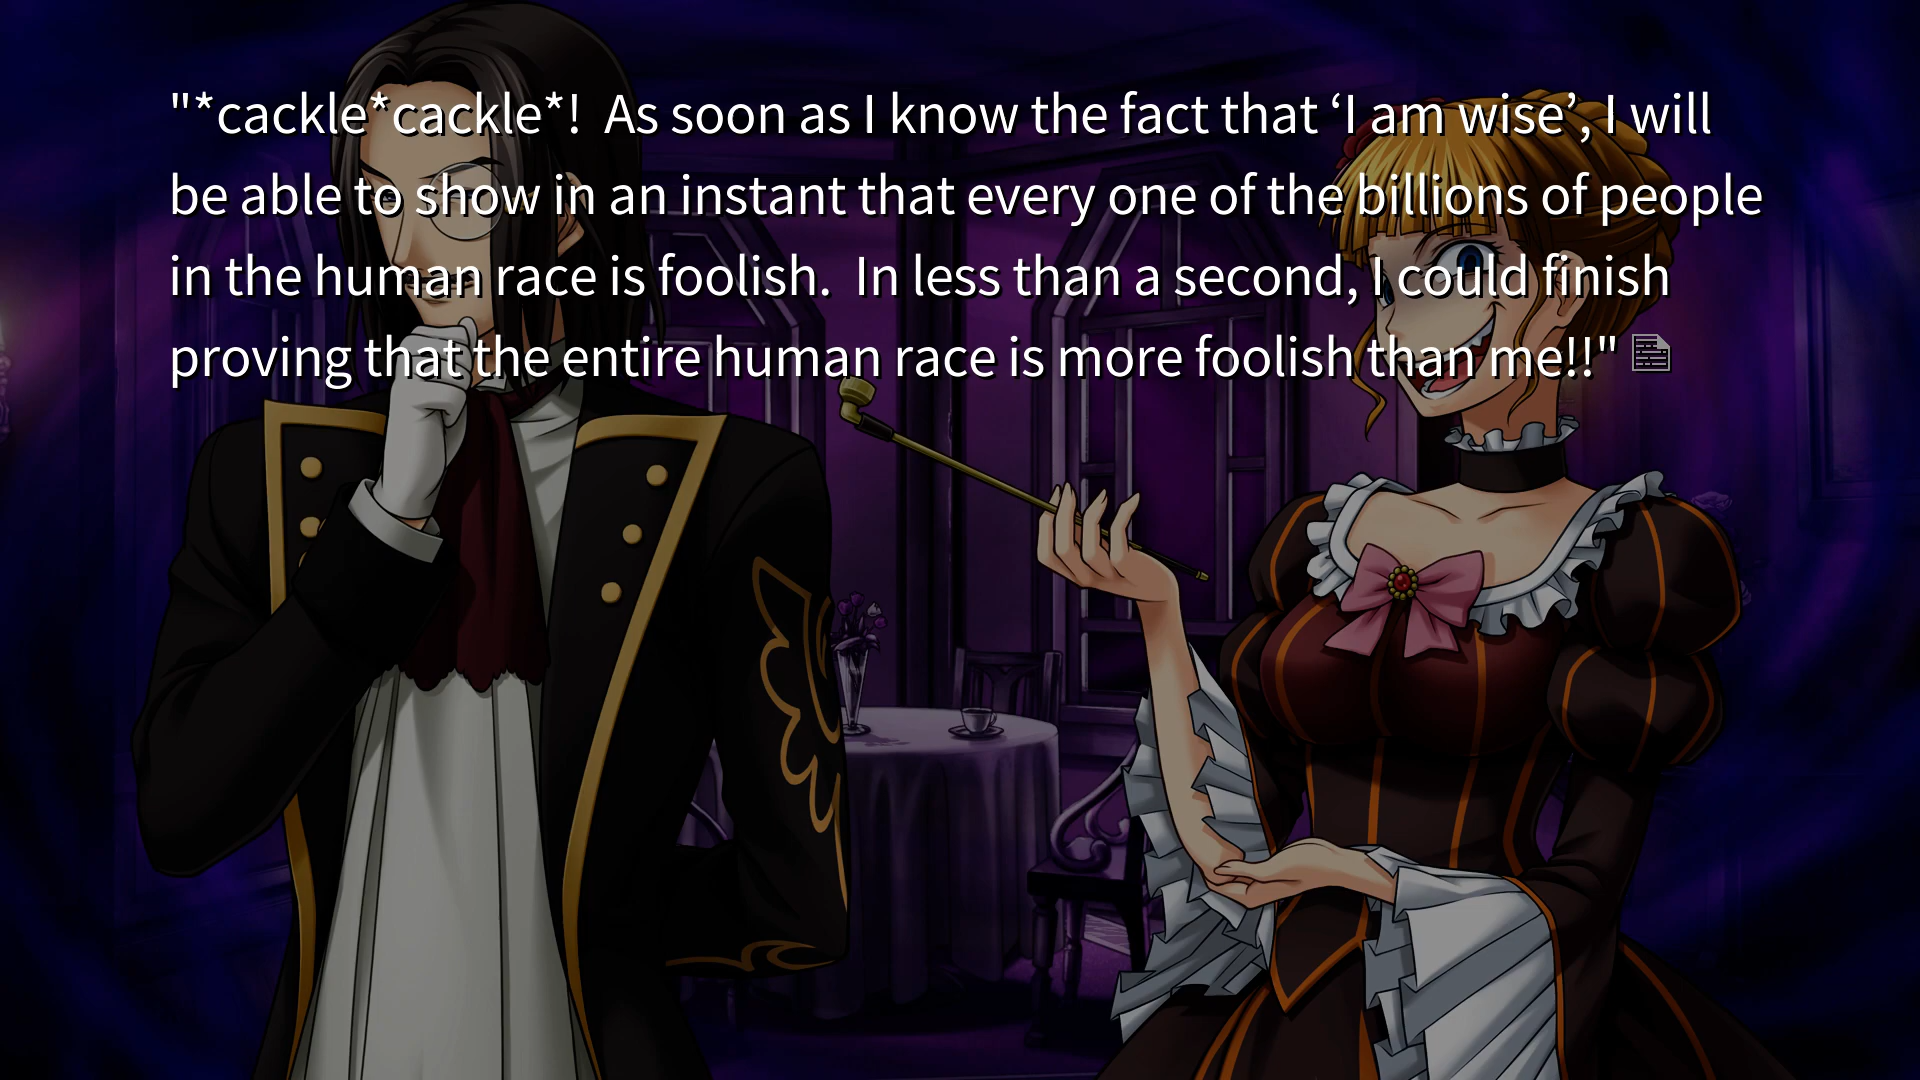 "*cackle*cackle*!  As soon as I know the fact that ‘I am wise’, I will
be able to show in an instant that every one of the billions of people
in the human race is foolish.  In less than a second, I could finish
proving that the entire human race is more foolish than me!!"